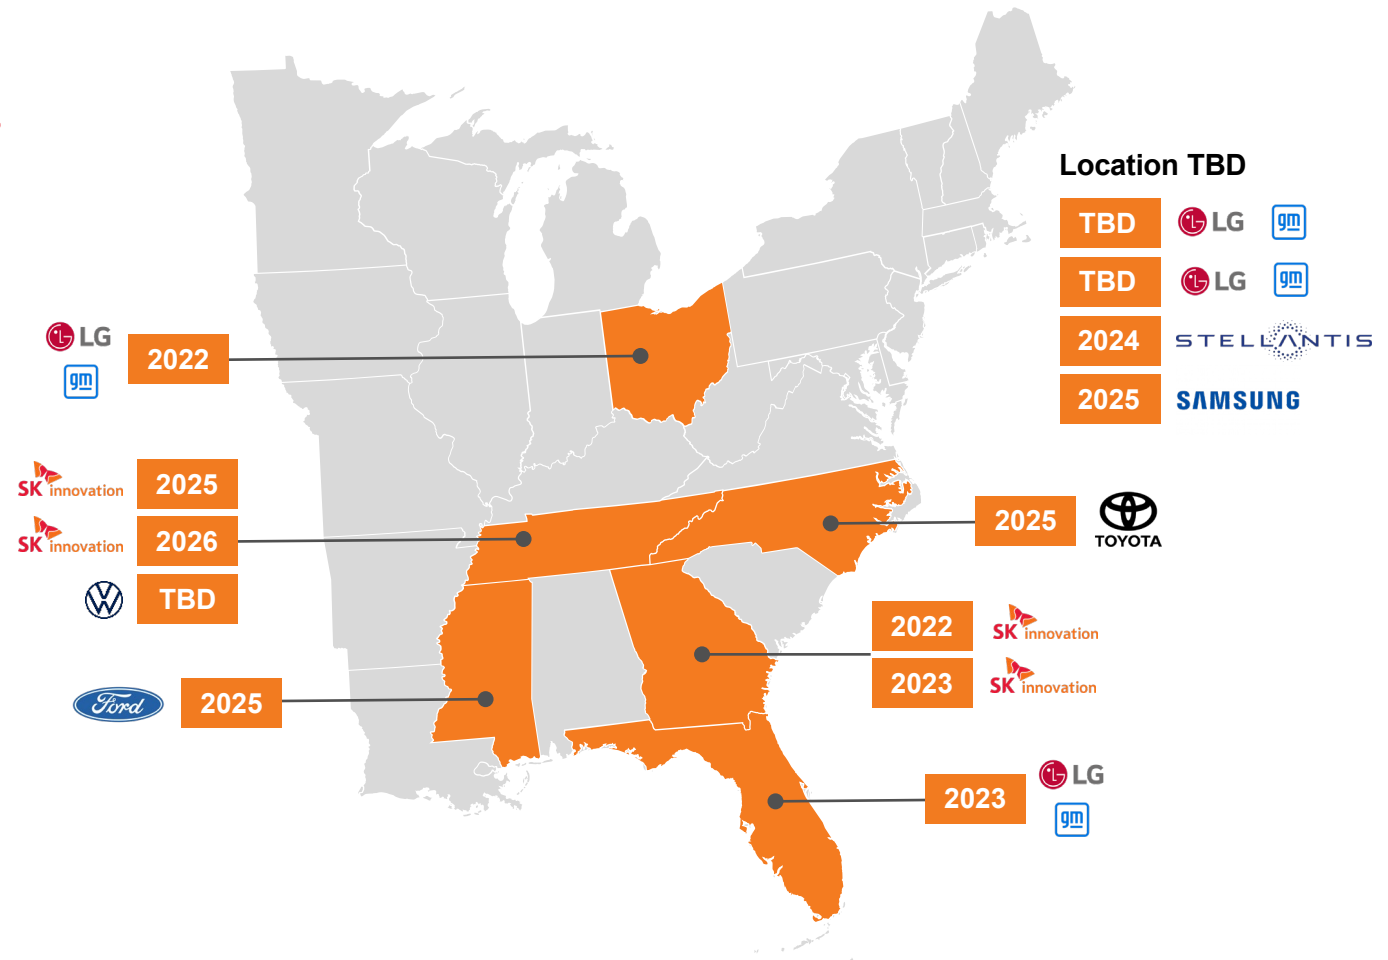 Location TBD
TBD LG gm
TBD LG gm
2024 STELLANTIS
2025 SAMSUNG
LG
gm
2022
SK innovation 2025
SK innovation 2026
VW TBD
Ford 2025
2025 TOYOTA
2022 SK innovation
2023 SK innovation
2023 LG
gm